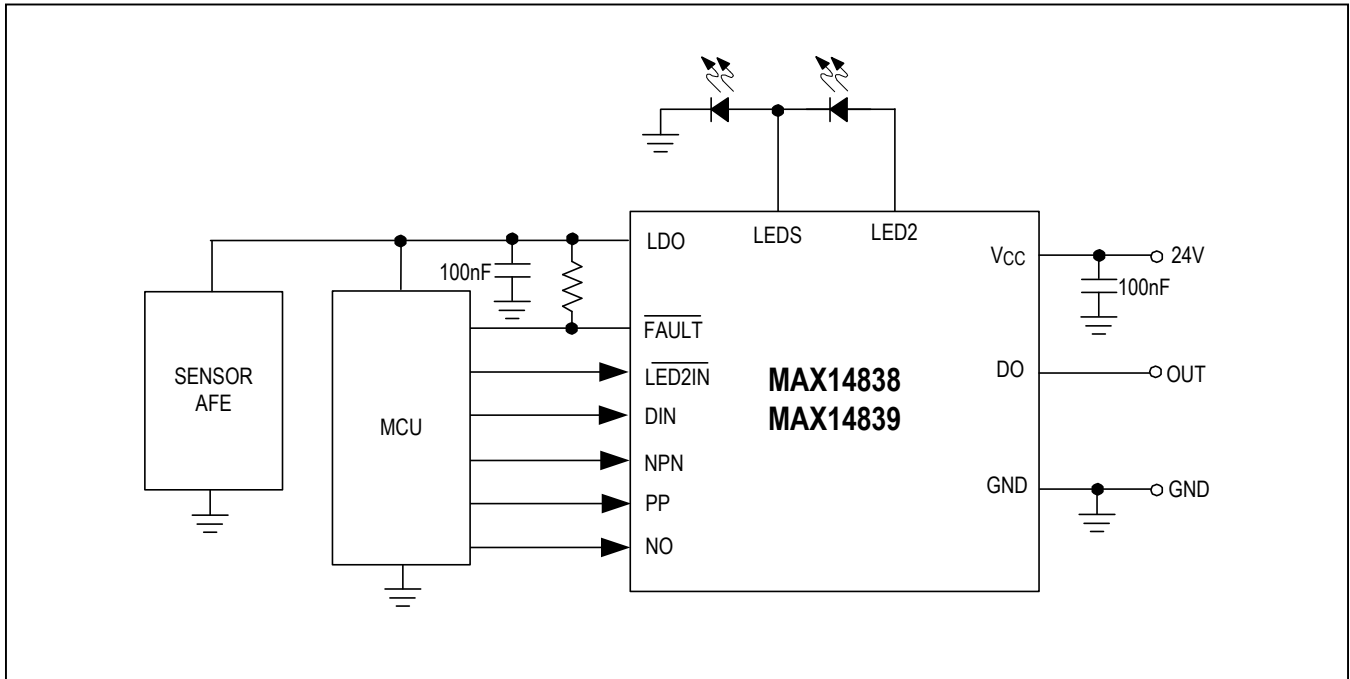 LDO
LEDS
LED2
VCC
24V
100nF
100nF
FAULT
SENSOR
AFE
MCU
LED2IN
MAX14838
MAX14839
DO
OUT
DIN
NPN
GND
GND
PP
NO